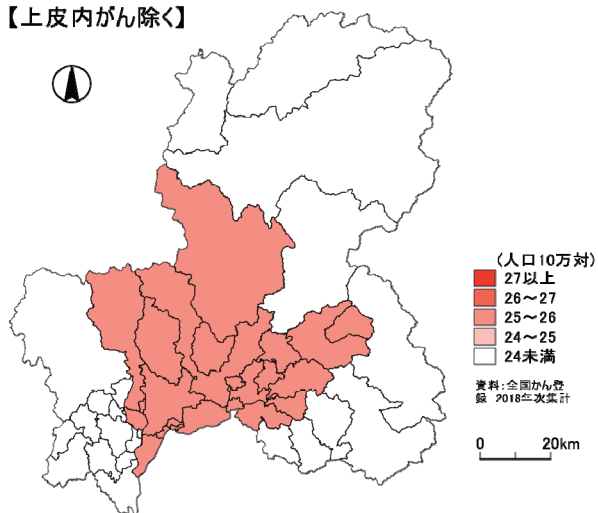 【上皮内がん除く】
(人口10万対)
27以上
26~27
25~26
24~25
24未満
資料:全国がん登
録 2018年次集計
0 20km